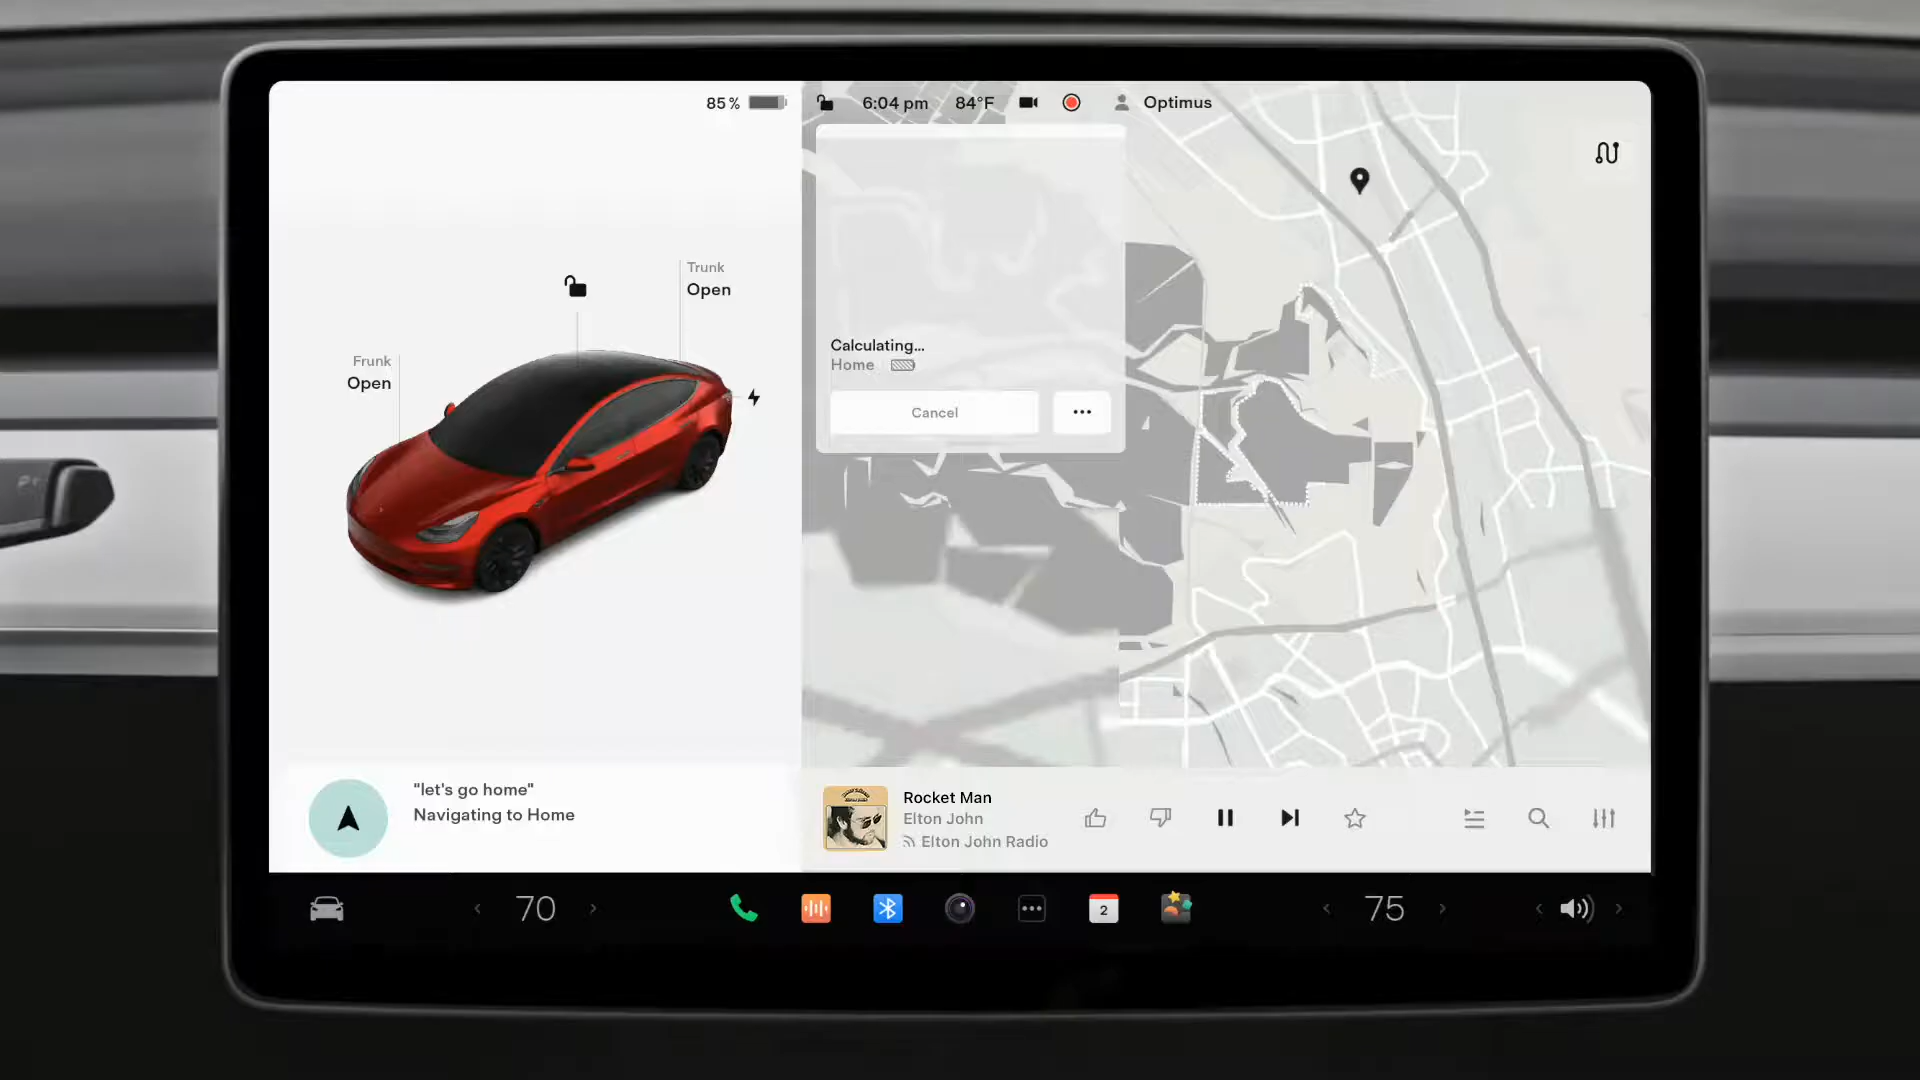 85 %
6:04 pm
84°F
Optimus
Trunk
Open
Frunk
Open
Calculating...
Home
Cancel
"let's go home"
Navigating to Home
Rocket Man
Elton John
Elton John Radio
70
2
75